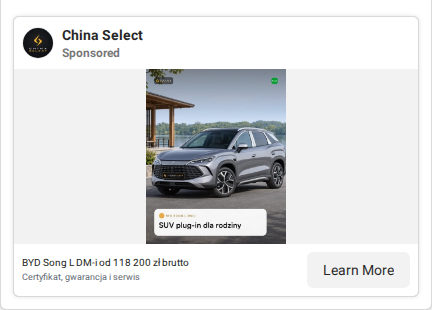 China Select
Sponsored
SUV plug-in dla rodziny
BYD Song L DM-i od 118 200 zł brutto
Certyfikat, gwarancja i serwis
Learn More